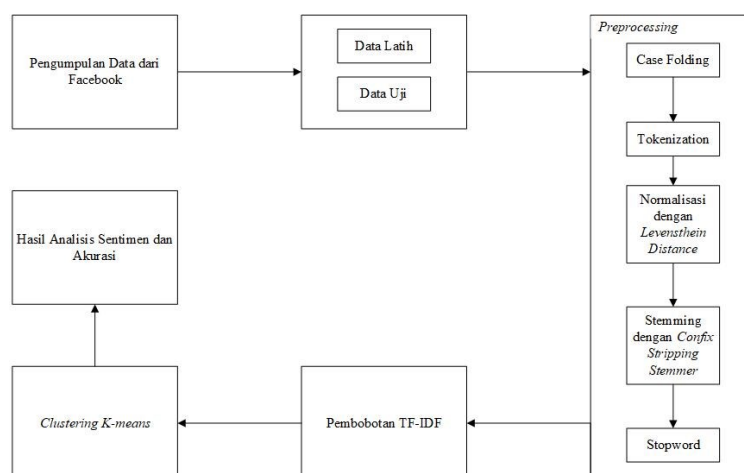 Pengumpulan Data dari
Facebook
Data Latih
Data Uji
Preprocessing
Case Folding
Tokenization
Normalisasi
dengan
Levensthein
Distance
Stemming
dengan Confix
Stripping
Stemmer
Stopword
Pembobotan TF-IDF
Clustering K-means
Hasil Analisis Sentimen dan
Akurasi